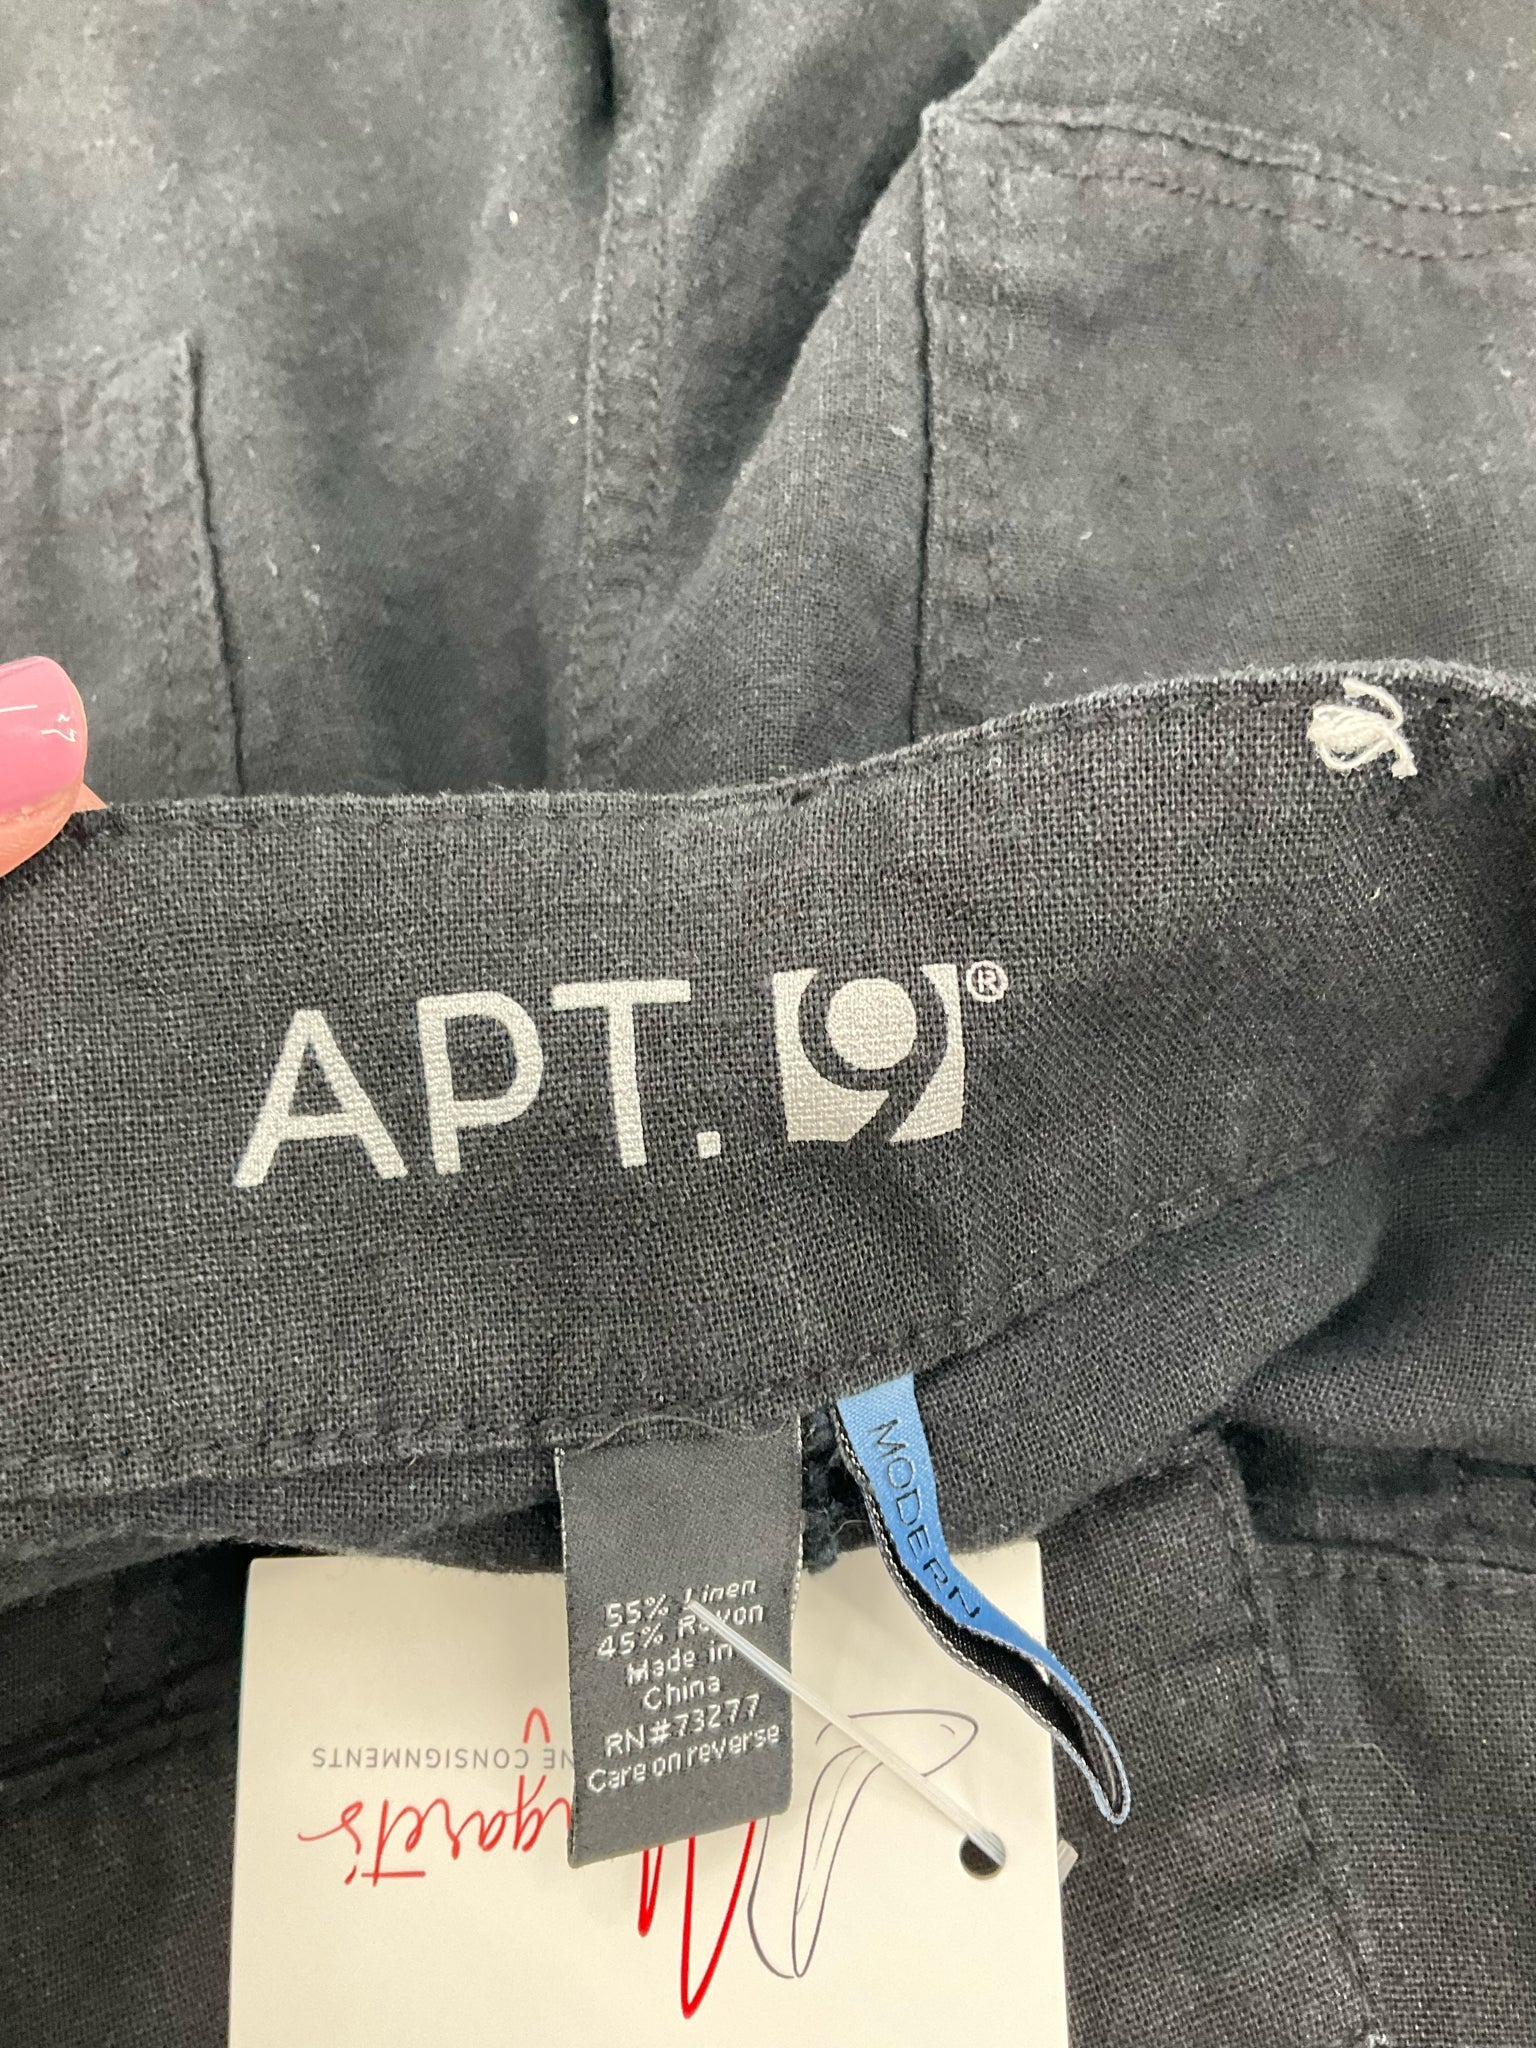 APT. 9®
MODERN
55% Linen
45% Rayon
Made in
China
RN#73277
Care on reverse
CONSIGNMENTS